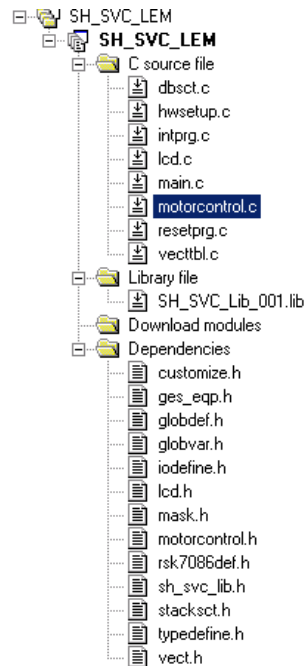 SH_SVC_LEM
SH_SVC_LEM
C source file
dbsct.c
hwsetup.c
intprg.c
lcd.c
main.c
motorcontrol.c
resetprg.c
vecttbl.c
Library file
SH_SVC_Lib_001.lib
Download modules
Dependencies
customize.h
ges_eqp.h
globdef.h
globvar.h
iodefine.h
lcd.h
mask.h
motorcontrol.h
rsk7086def.h
sh_svc_lib.h
stacksct.h
typedefine.h
vect.h